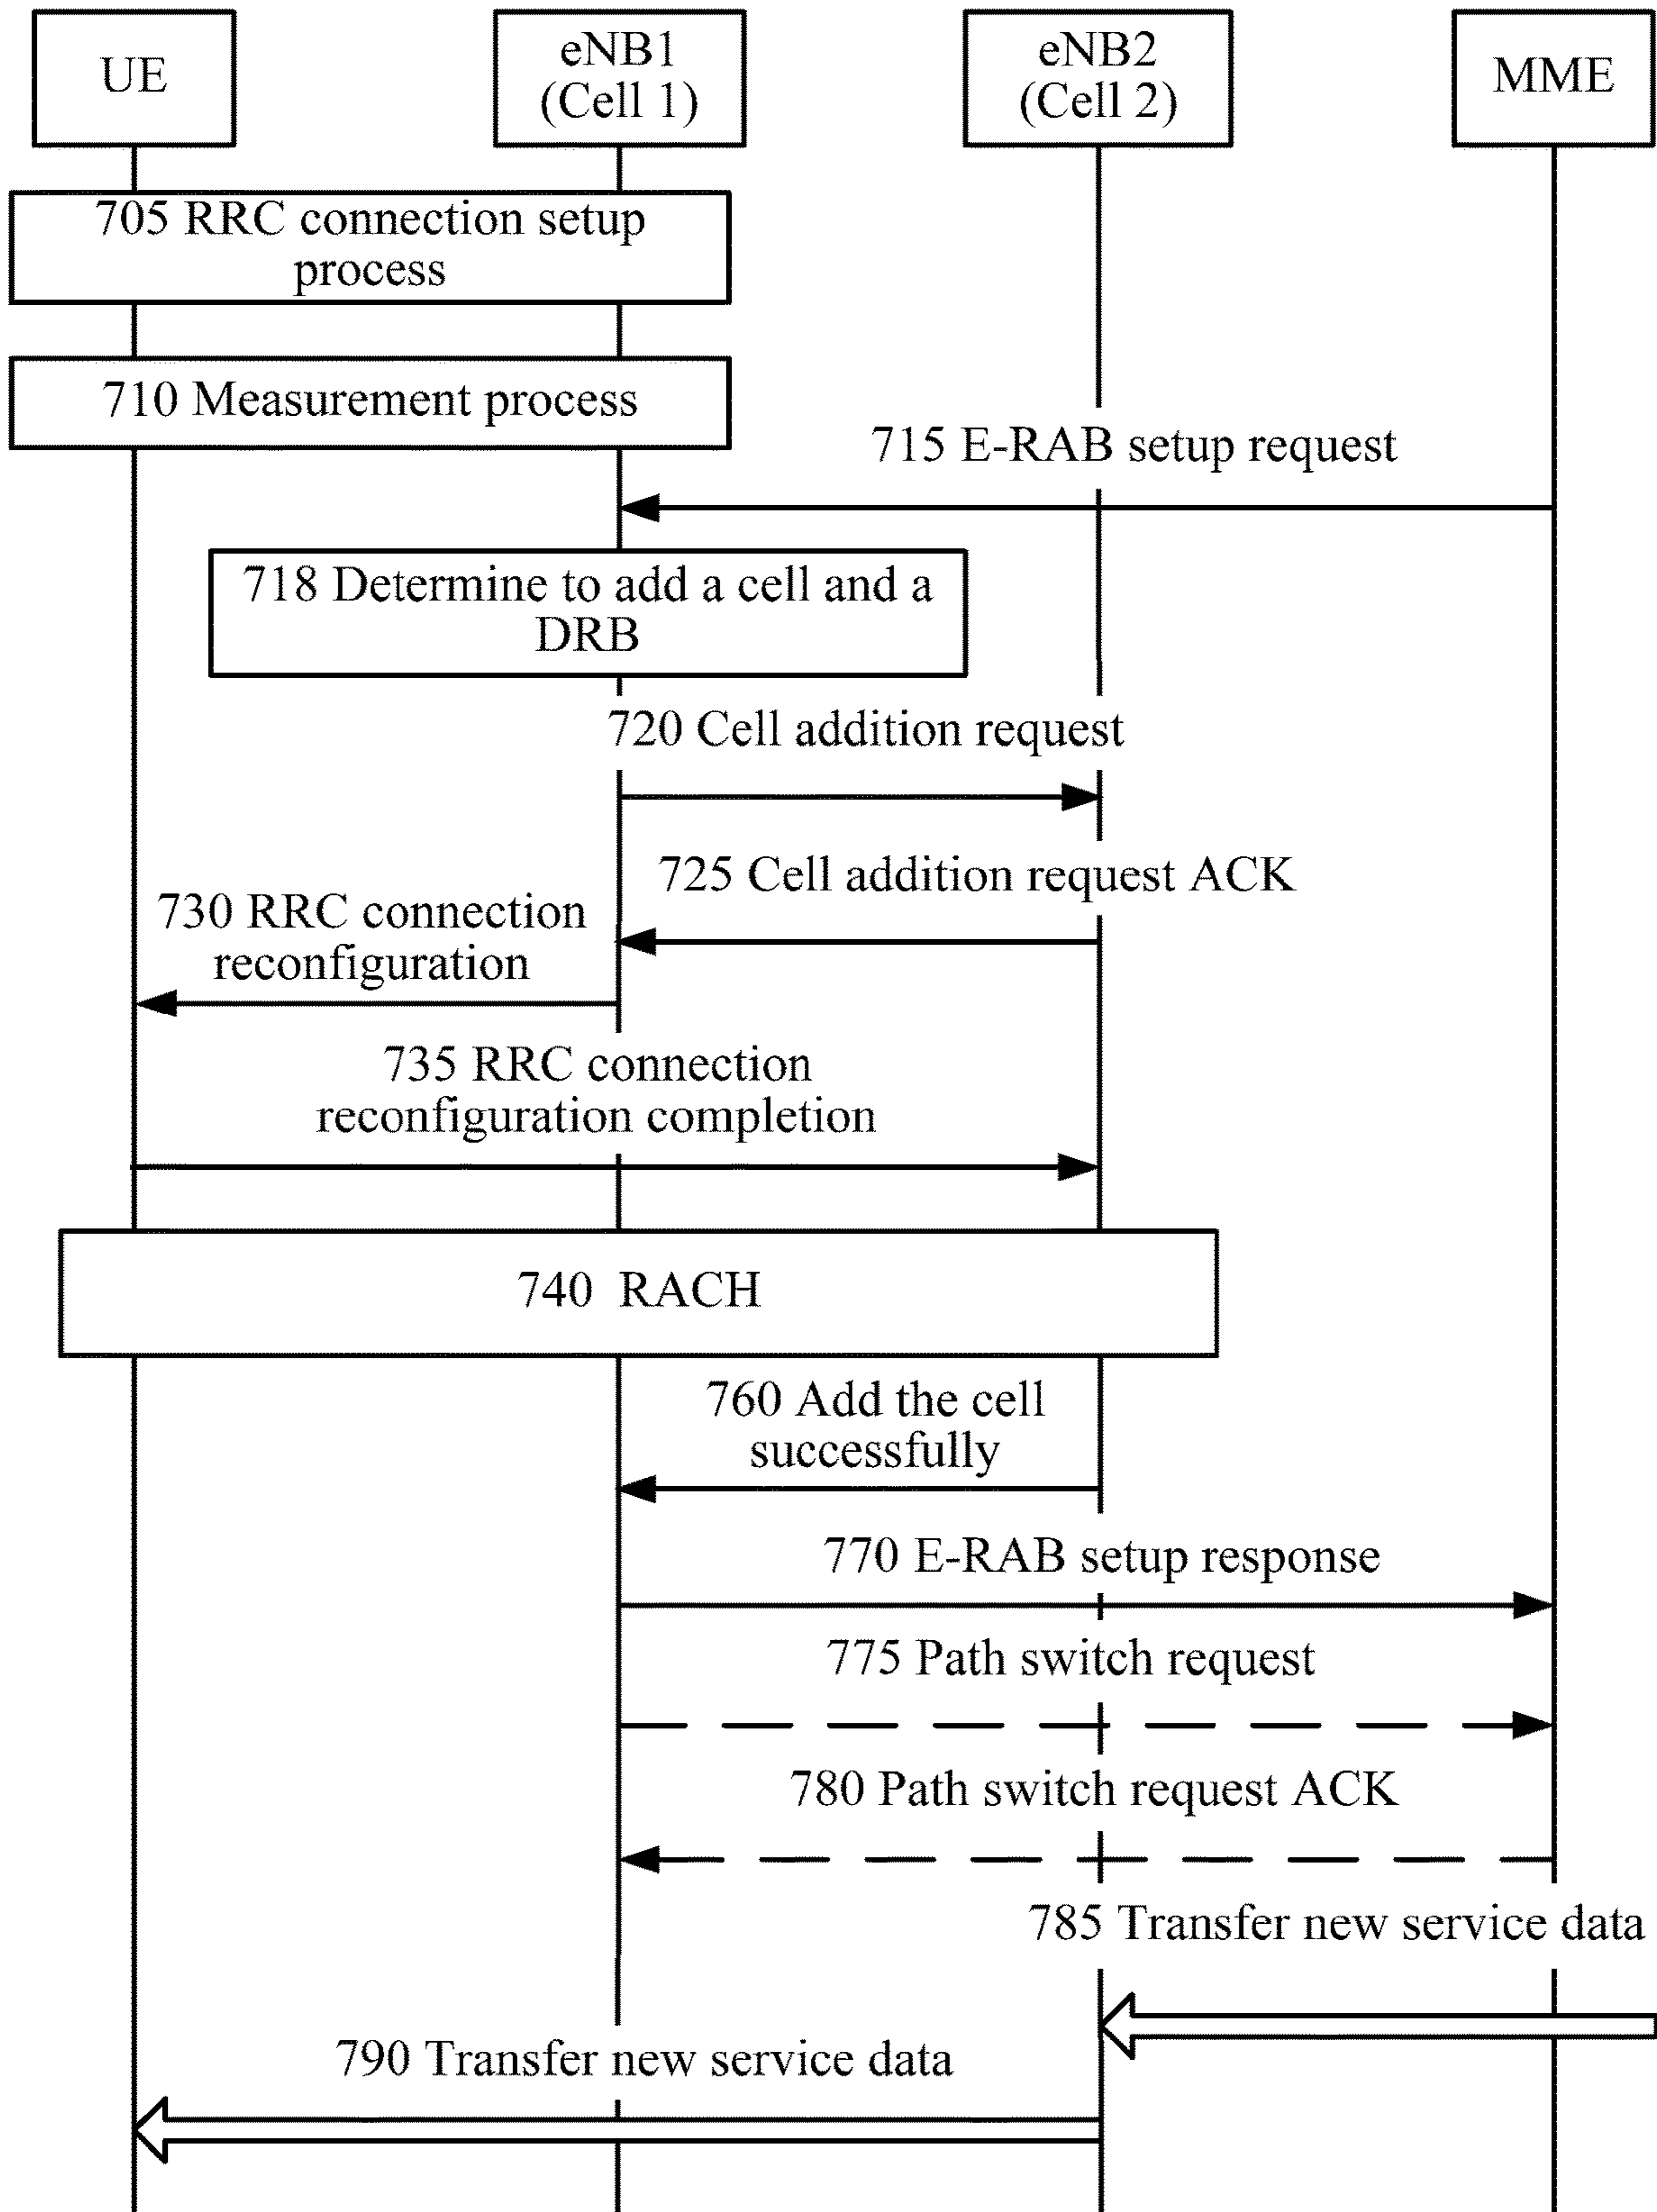 UE
eNB1
(Cell 1)
eNB2
(Cell 2)
MME
705 RRC connection setup
process
710 Measurement process
715 E-RAB setup request
718 Determine to add a cell and a
DRB
720 Cell addition request
725 Cell addition request ACK
730 RRC connection
reconfiguration
735 RRC connection
reconfiguration completion
740 RACH
760 Add the cell
successfully
770 E-RAB setup response
775 Path switch request
780 Path switch request ACK
785 Transfer new service data
790 Transfer new service data